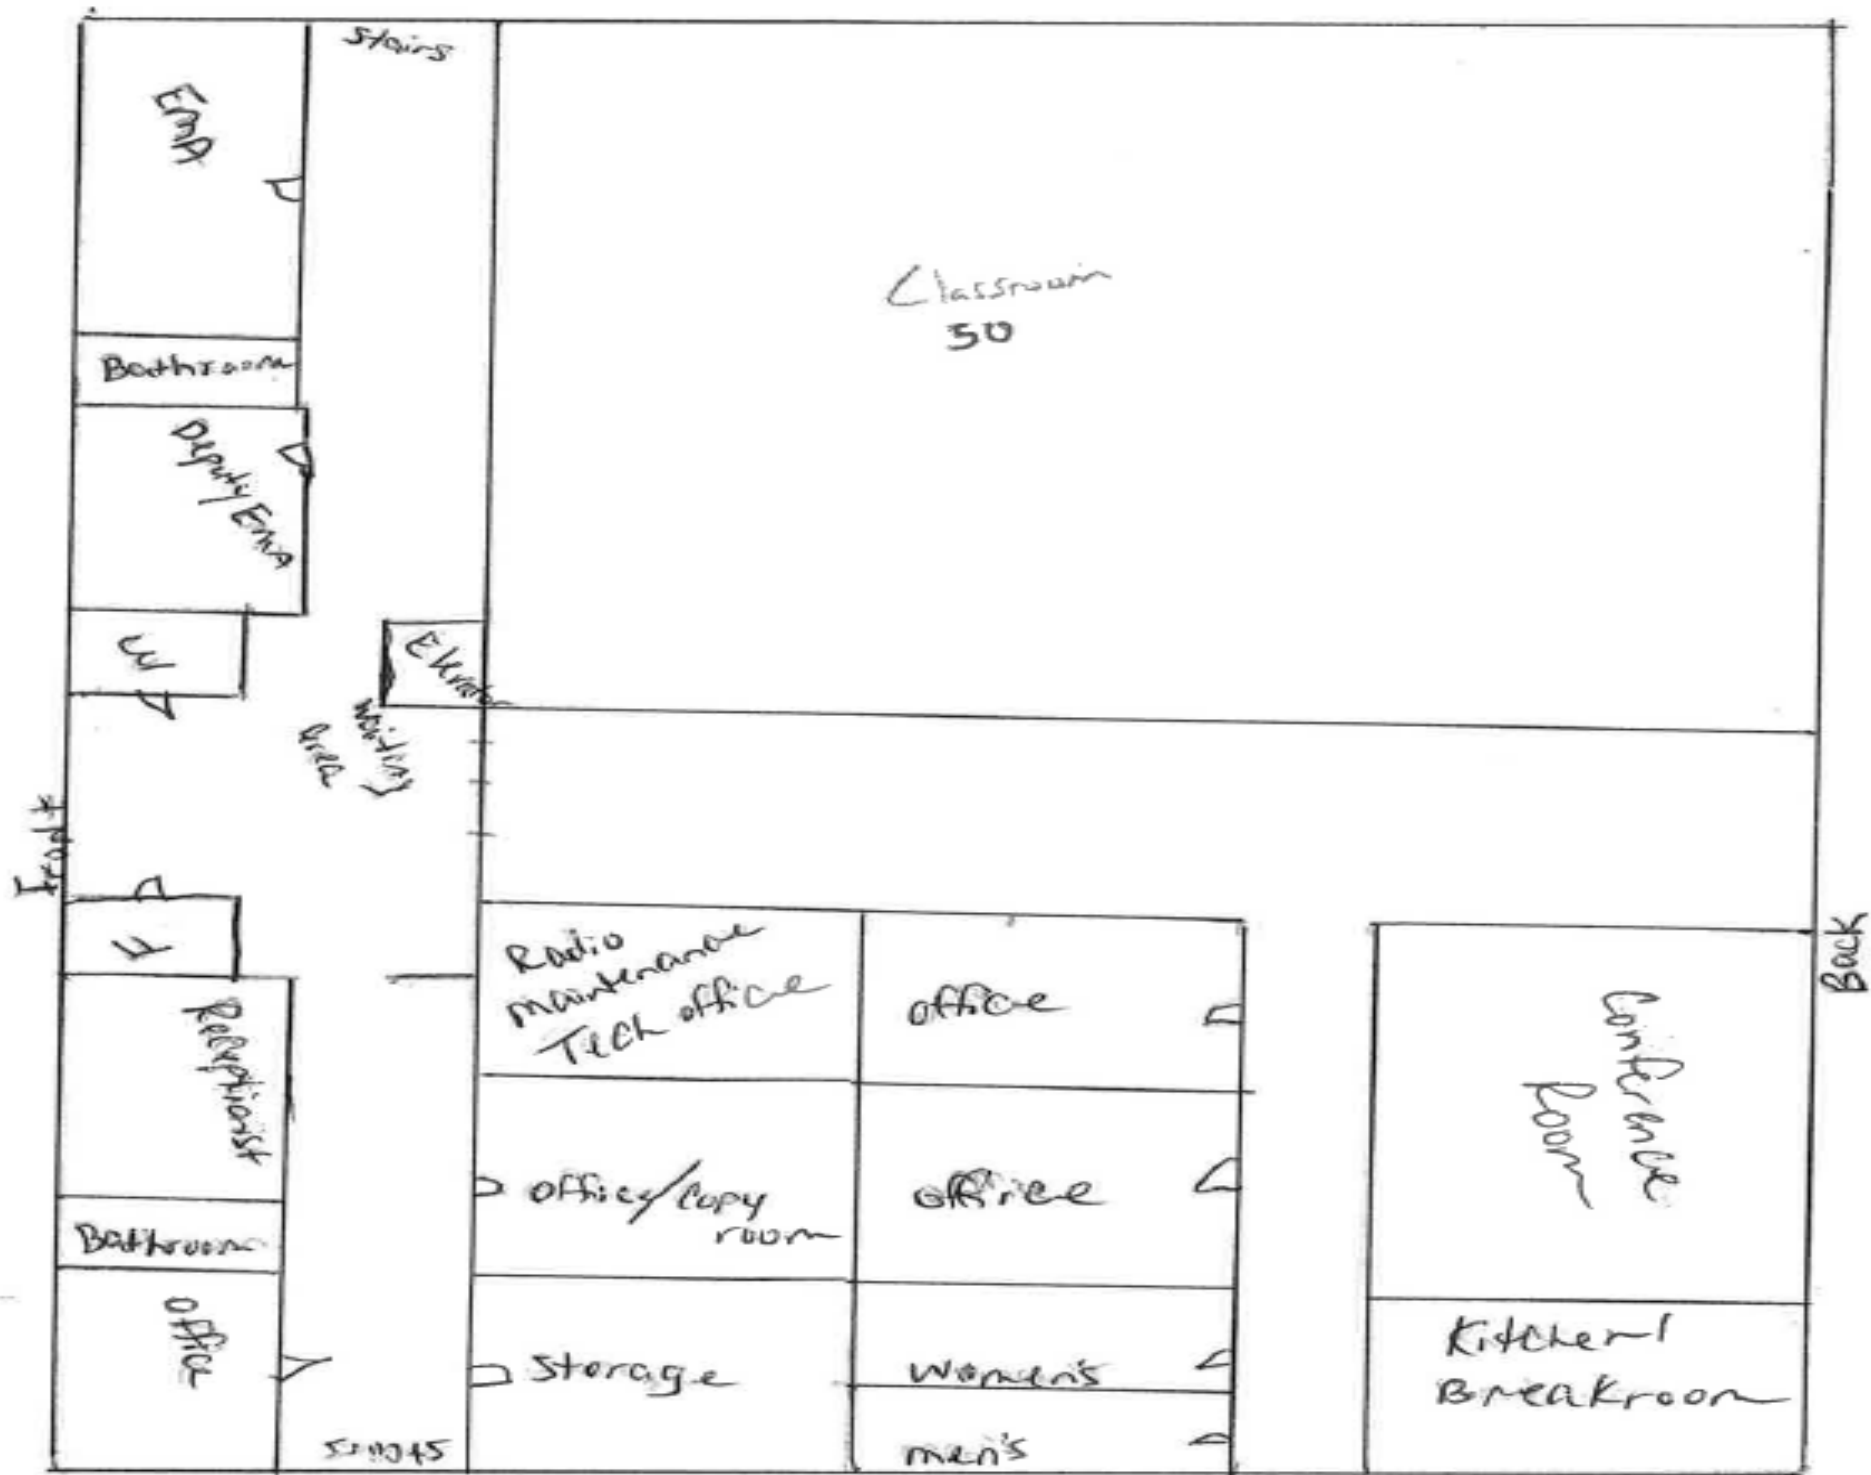 Stairs
EMA
Classroom
50
Bathroom
Deputy EMA
Elevator
Waiting
Area
Front
Back
Radio
maintenance
Tech office
office
Conference
Room
Receptionist
office/Copy
room
office
Bathroom
office
Storage
women's
men's
Kitchen/
Breakroom
Stairs